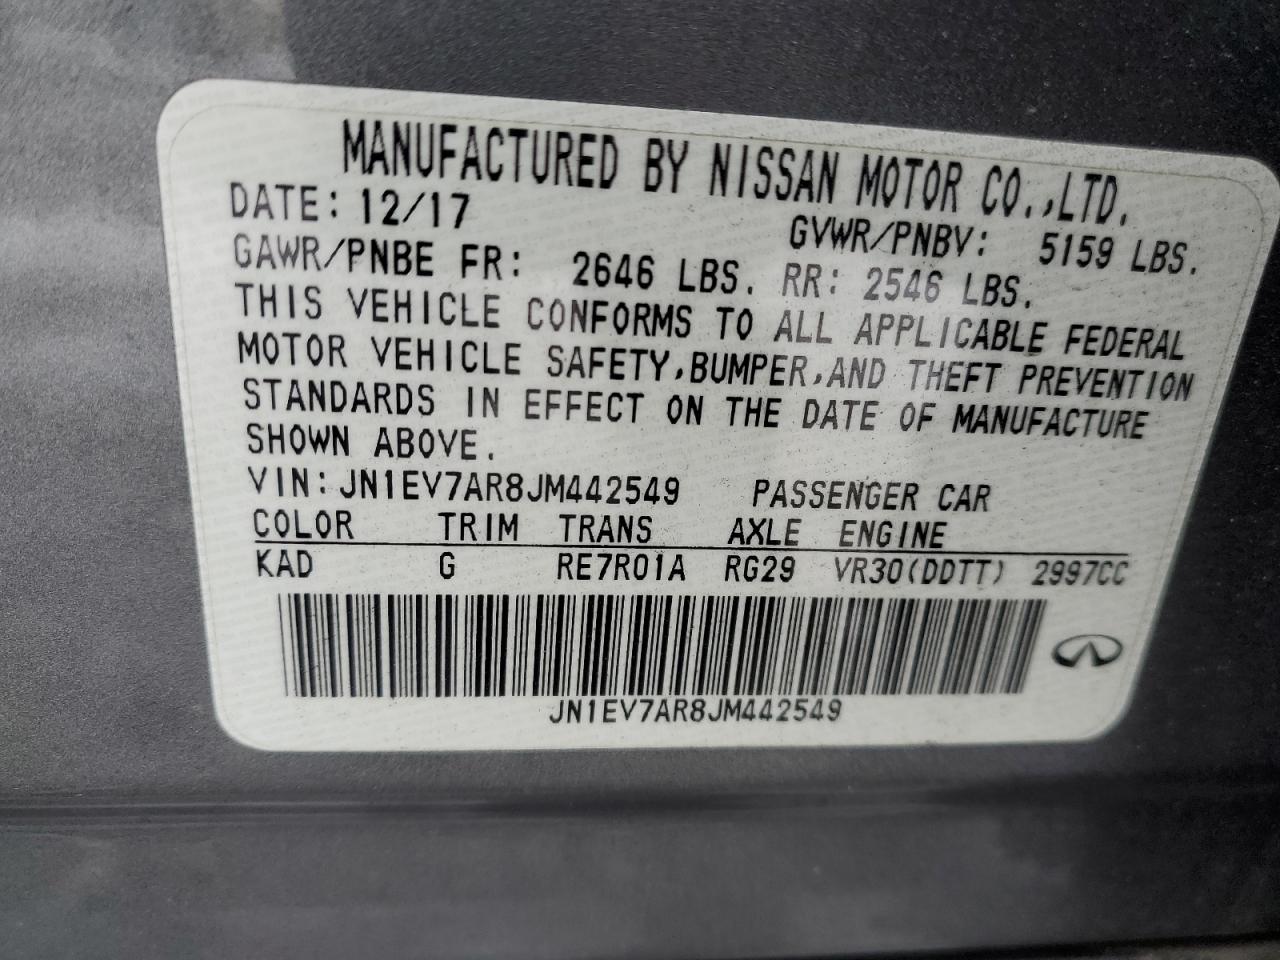 MANUFACTURED BY NISSAN MOTOR CO.,LTD.
DATE: 12/17 GVWR/PNBV: 5159 LBS.
GAWR/PNBE FR: 2646 LBS. RR: 2546 LBS.
THIS VEHICLE CONFORMS TO ALL APPLICABLE FEDERAL
MOTOR VEHICLE SAFETY,BUMPER,AND THEFT PREVENTION
STANDARDS IN EFFECT ON THE DATE OF MANUFACTURE
SHOWN ABOVE.
VIN:JN1EV7AR8JM442549 PASSENGER CAR
COLOR TRIM TRANS AXLE ENGINE
KAD G RE7R01A RG29 VR30(DDTT) 2997CC
JN1EV7AR8JM442549